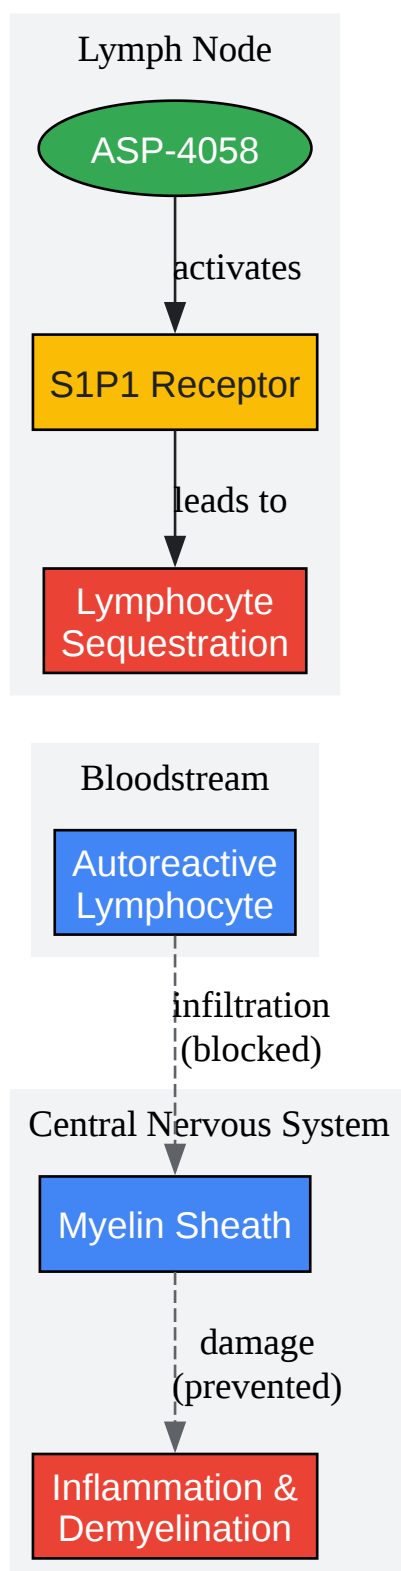 Lymph Node
ASP-4058
activates
S1P1 Receptor
leads to
Lymphocyte
Sequestration
Bloodstream
Autoreactive
Lymphocyte
infiltration
(blocked)
Central Nervous System
Myelin Sheath
damage
(prevented)
Inflammation &
Demyelination